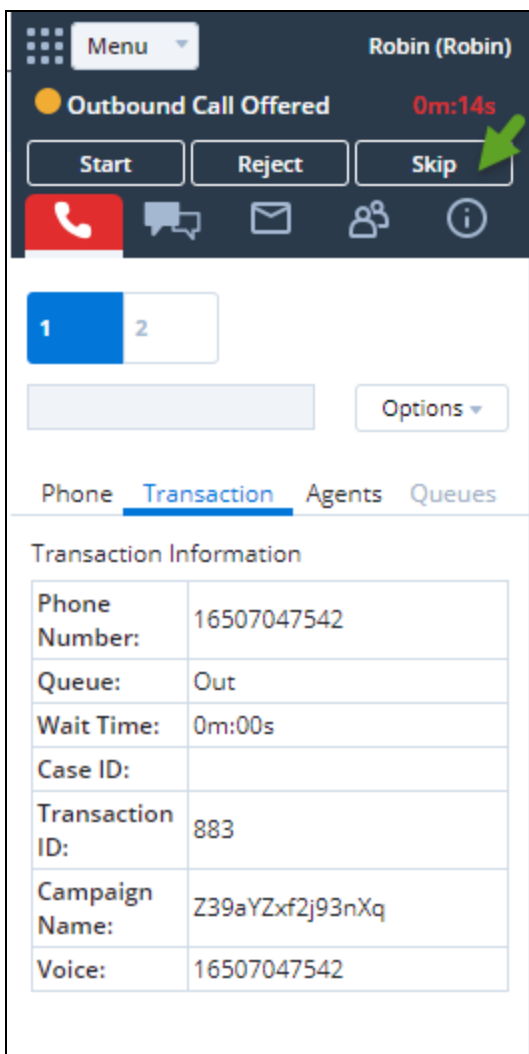 Menu
Robin (Robin)
Outbound Call Offered
0m:14s
Start
Reject
Skip
1
2
Options
Phone Transaction Agents Queues
Transaction Information
Phone
Number:
16507047542
Queue:
Out
Wait Time:
0m:00s
Case ID:
Transaction
ID:
883
Campaign
Name:
Z39aYZxf2j93nXq
Voice:
16507047542